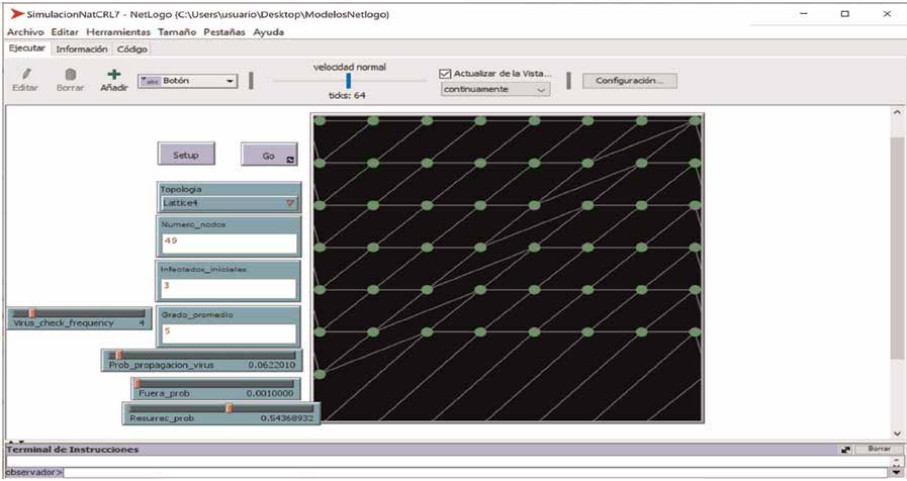 SimulacionNatCRL7 - NetLogo (C:\Users\usuario\Desktop\ModelosNetlogo)
Archivo Editar Herramientas Tamaño Pestañas Ayuda
Ejecutar Información Código
Editar Borrar Añadir
abc Botón
velocidad normal
ticks: 64
Actualizar de la Vista...
continuamente
Configuración...
Setup
Go
Topologia
Lattice4
Numero_nodos
49
Infectados_iniciales
3
Grado_promedio
5
Virus_check_frequency 4
Prob_propagacion_virus 0.0622010
Fuera_prob 0.0010000
Resurrec_prob 0.54368932
Terminal de Instrucciones
Borrar
observador>